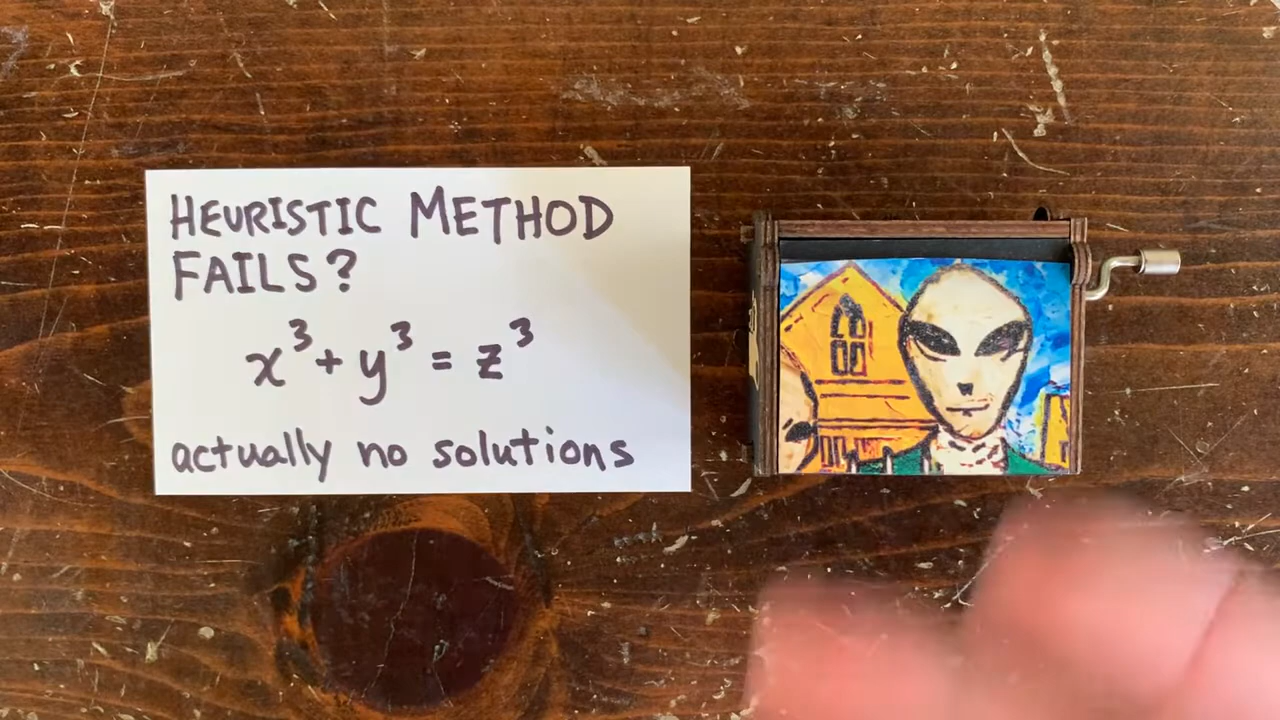 HEURISTIC METHOD
FAILS?
x³ + y³ = z³
actually no solutions